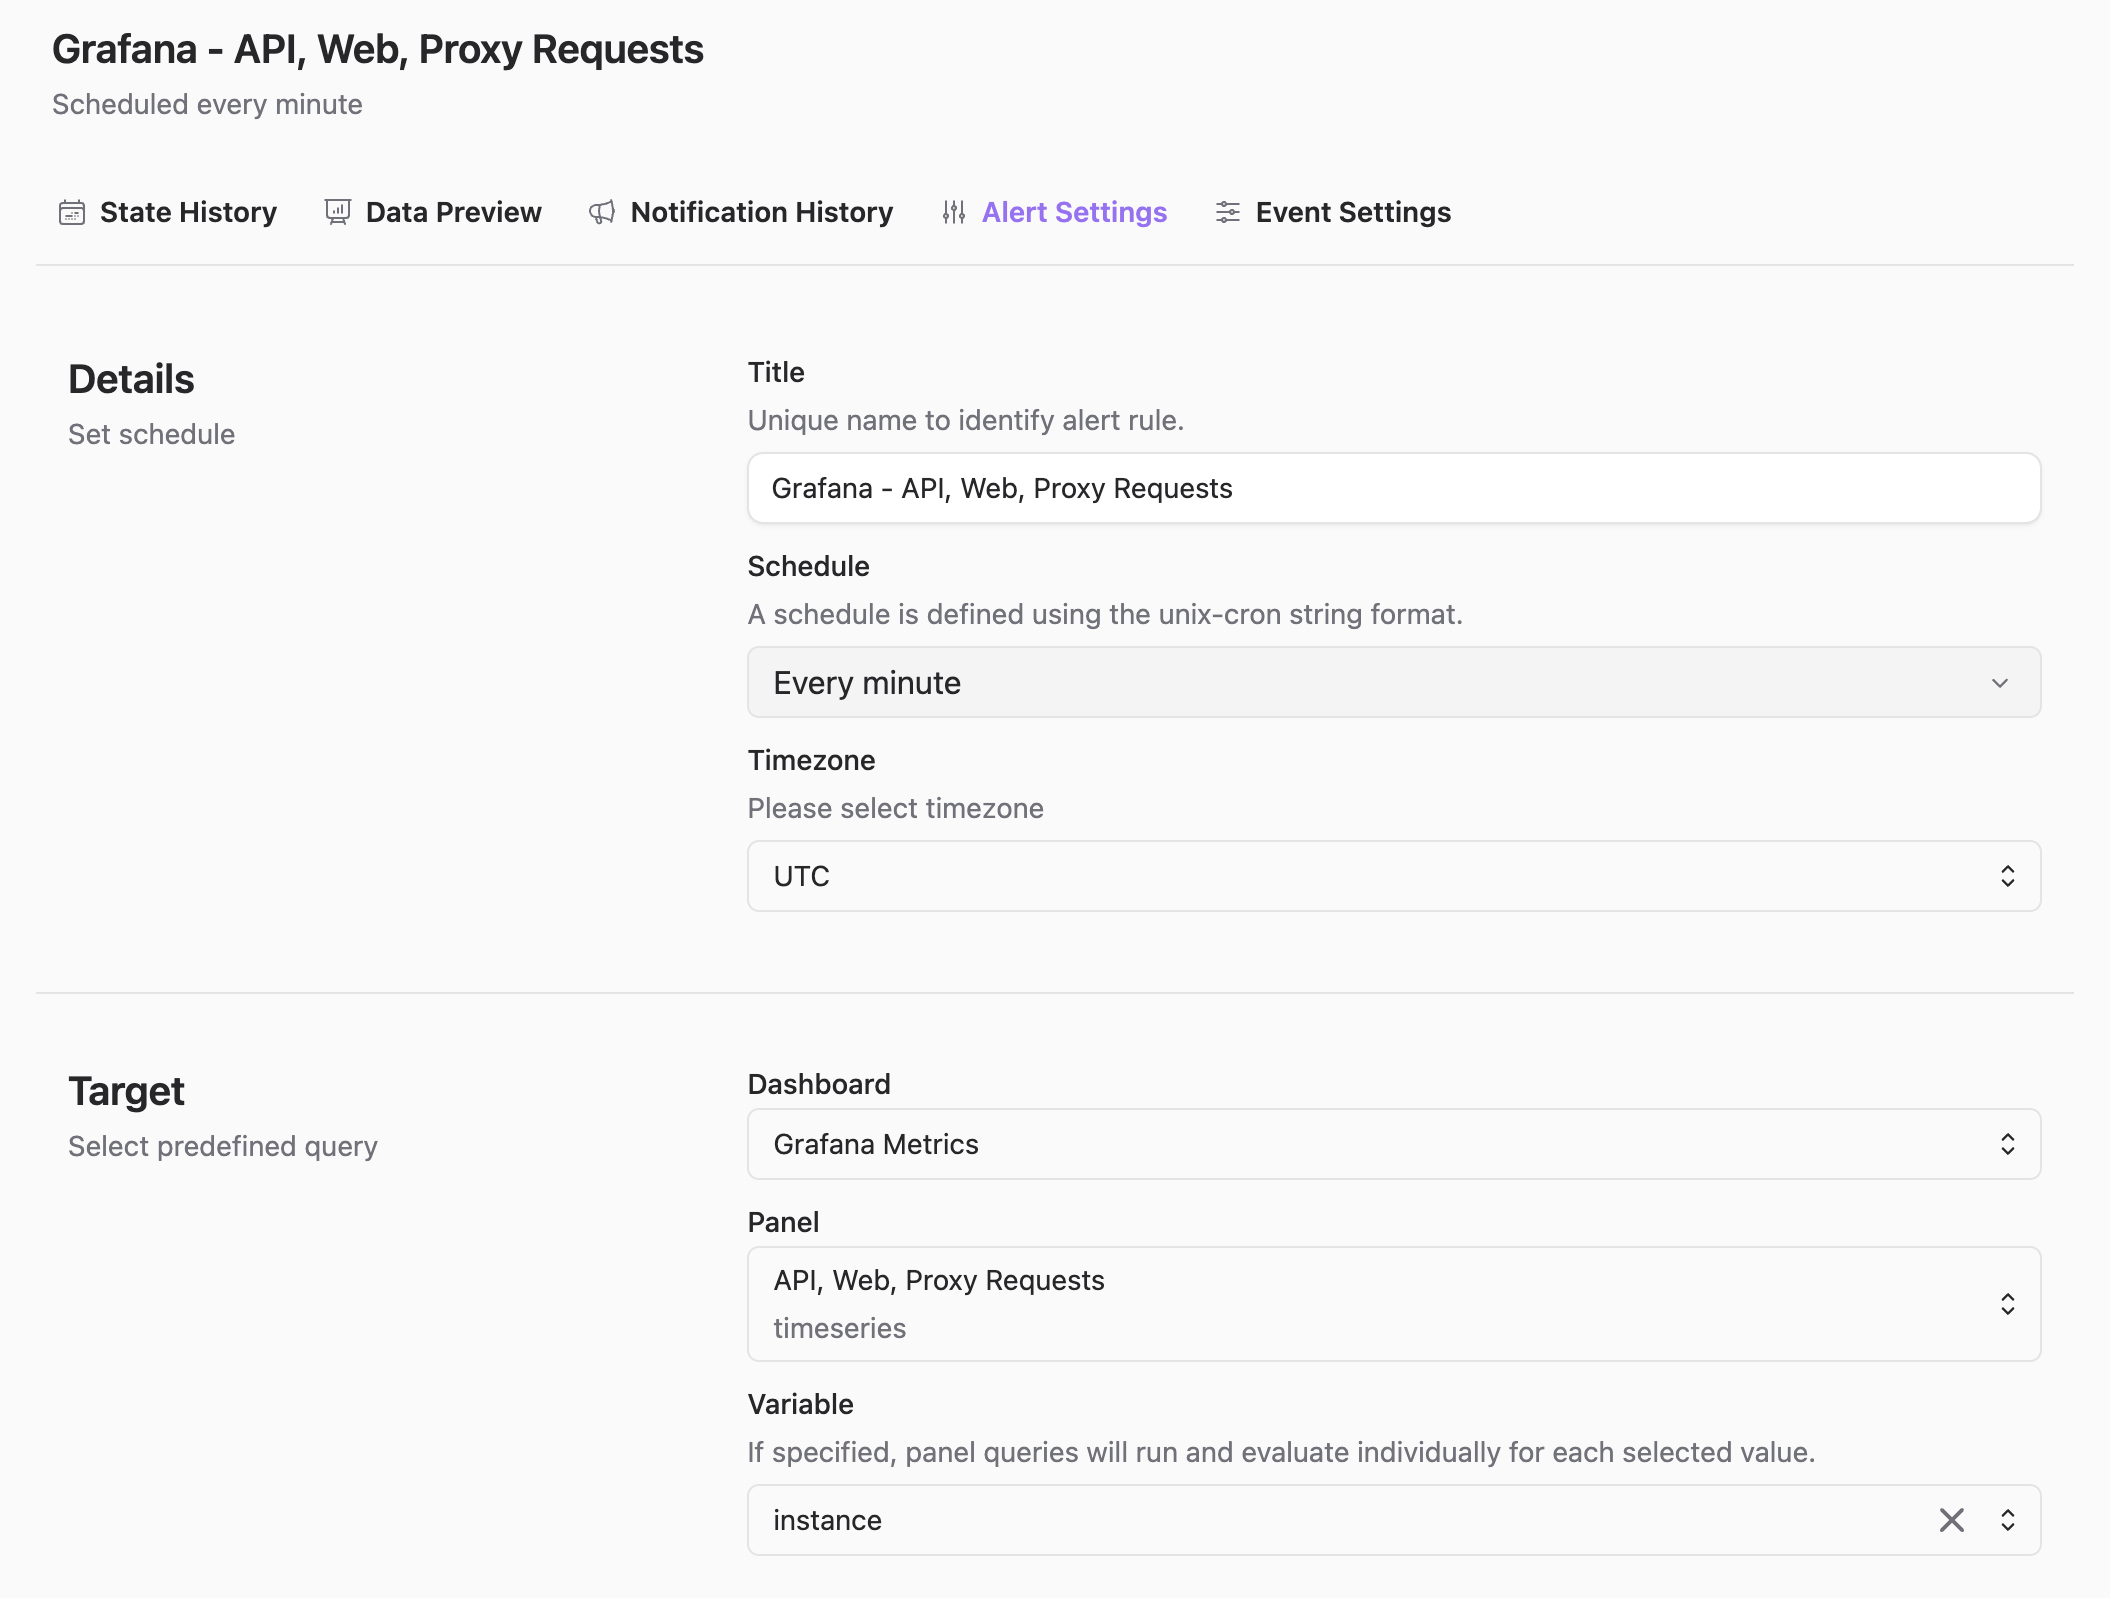 Grafana - API, Web, Proxy Requests
Scheduled every minute
State History
Data Preview
Notification History
Alert Settings
Event Settings
Details
Set schedule
Title
Unique name to identify alert rule.
Grafana - API, Web, Proxy Requests
Schedule
A schedule is defined using the unix-cron string format.
Every minute
Timezone
Please select timezone
UTC
Target
Select predefined query
Dashboard
Grafana Metrics
Panel
API, Web, Proxy Requests
timeseries
Variable
If specified, panel queries will run and evaluate individually for each selected value.
instance